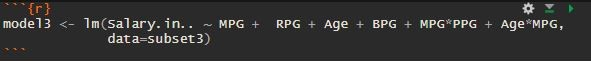 ```{r}
model3 <- lm(Salary.in.. ~ MPG +  RPG + Age + BPG + MPG*PPG + Age*MPG,
             data=subset3)
```